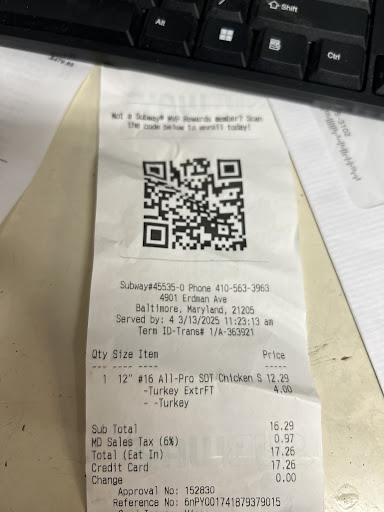 Shift
Alt
Ctrl
Not a Subway® MVP Rewards member? Scan
the code below to enroll today!
Subway#45535-0 Phone 410-563-3963
4901 Erdman Ave
Baltimore, Maryland, 21205
Served by: 4 3/13/2025 11:23:13 am
Term ID-Trans# 1/A-363921
Qty Size Item Price
1 12" #16 All-Pro SOT Chicken S 12.29
-Turkey ExtrFT 4.00
- -Turkey
Sub Total 16.29
MD Sales Tax (6%) 0.97
Total (Eat In) 17.26
Credit Card 17.26
Change 0.00
Approval No: 152830
Reference No: 6nPY001741879379015